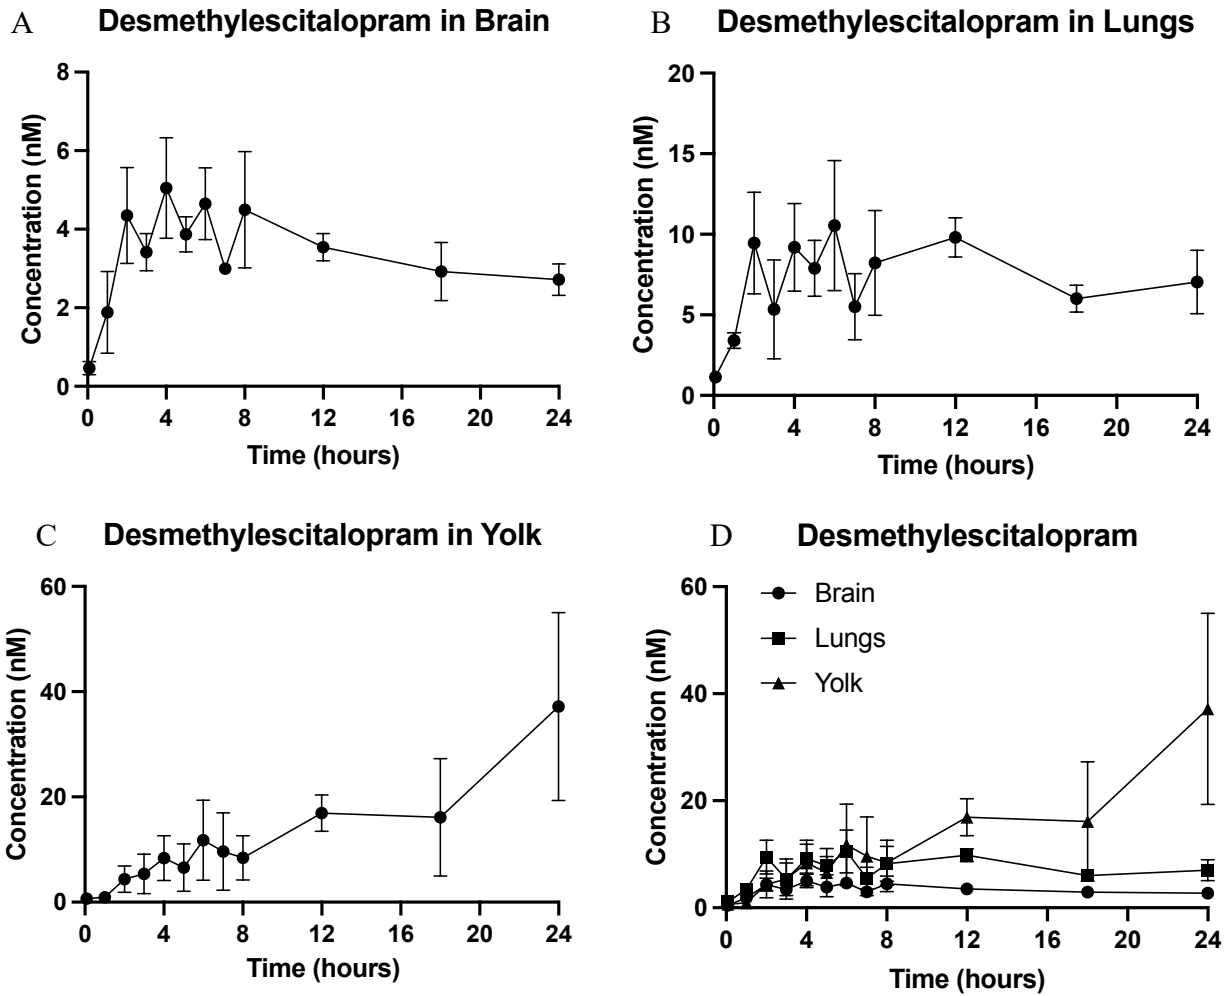 A
Desmethylescitalopram in Brain
Concentration (nM)
8
6
4
2
0
0 4 8 12 16 20 24
Time (hours)
B
Desmethylescitalopram in Lungs
Concentration (nM)
20
15
10
5
0
0 4 8 12 16 20 24
Time (hours)
C
Desmethylescitalopram in Yolk
Concentration (nM)
60
40
20
0
0 4 8 12 16 20 24
Time (hours)
D
Desmethylescitalopram
Concentration (nM)
60
40
20
0
Brain
Lungs
Yolk
0 4 8 12 16 20 24
Time (hours)